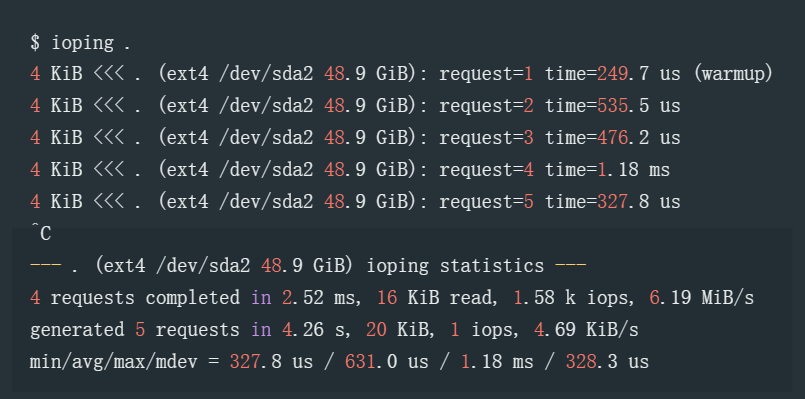 $ ioping .
4 KiB <<< . (ext4 /dev/sda2 48.9 GiB): request=1 time=249.7 us (warmup)
4 KiB <<< . (ext4 /dev/sda2 48.9 GiB): request=2 time=535.5 us
4 KiB <<< . (ext4 /dev/sda2 48.9 GiB): request=3 time=476.2 us
4 KiB <<< . (ext4 /dev/sda2 48.9 GiB): request=4 time=1.18 ms
4 KiB <<< . (ext4 /dev/sda2 48.9 GiB): request=5 time=327.8 us
^C
--- . (ext4 /dev/sda2 48.9 GiB) ioping statistics ---
4 requests completed in 2.52 ms, 16 KiB read, 1.58 k iops, 6.19 MiB/s
generated 5 requests in 4.26 s, 20 KiB, 1 iops, 4.69 KiB/s
min/avg/max/mdev = 327.8 us / 631.0 us / 1.18 ms / 328.3 us